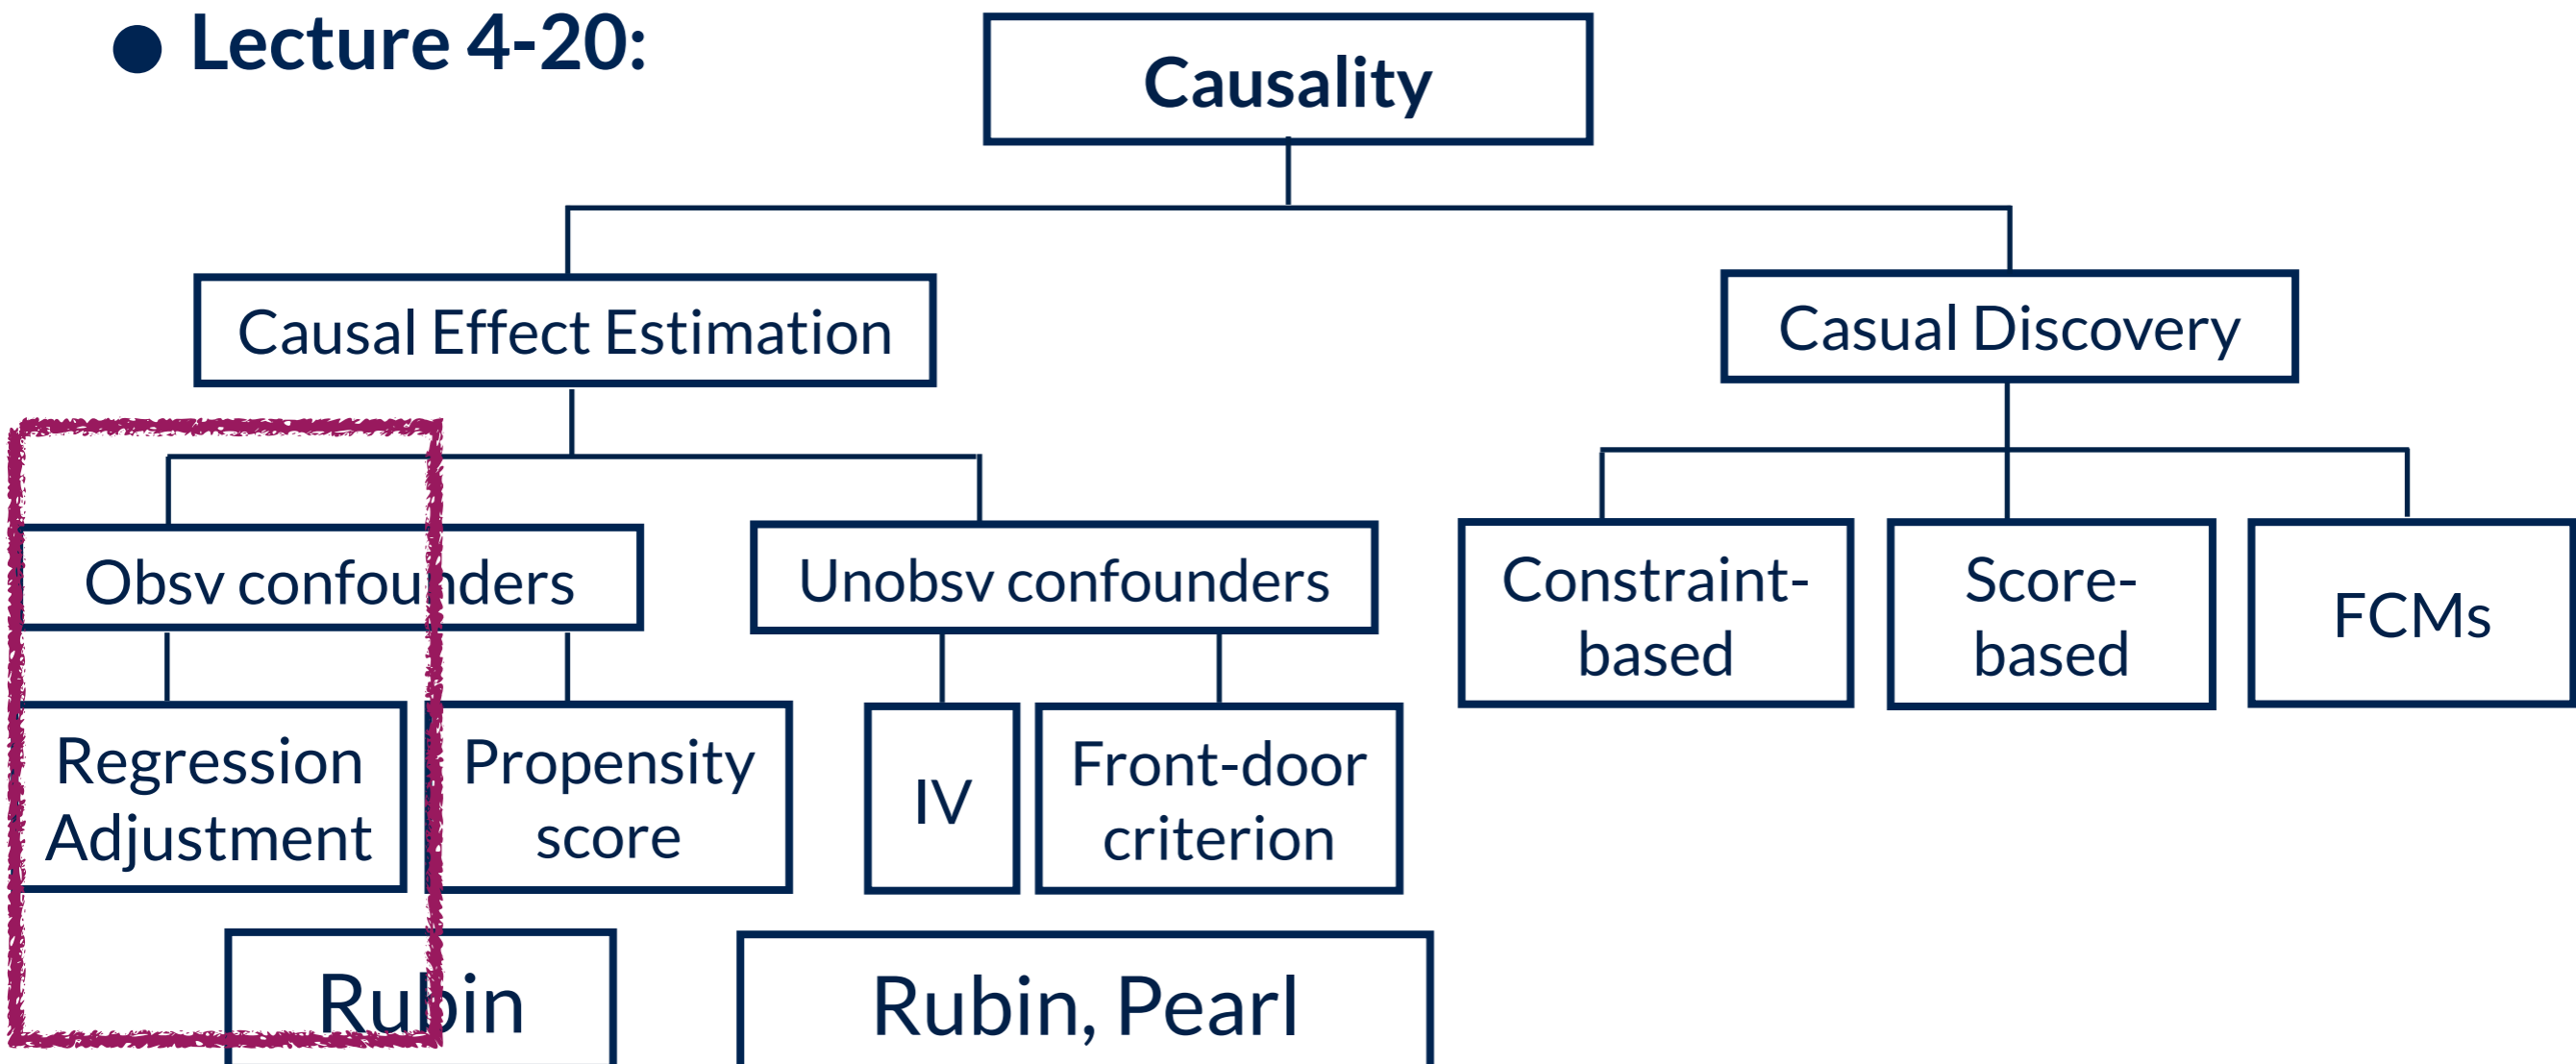 ● Lecture 4-20:
Causality
Causal Effect Estimation
Casual Discovery
Obsv confounders
Unobsv confounders
Constraint-
based
Score-
based
FCMs
Regression
Adjustment
Propensity
score
IV
Front-door
criterion
Rubin
Rubin, Pearl